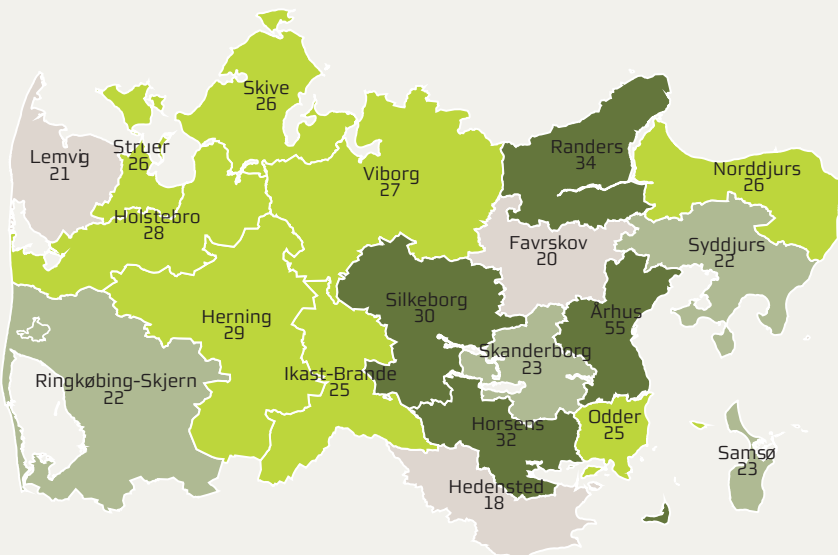 Skive
26
Struer
26
Lemvig
21
Randers
34
Viborg
27
Norddjurs
26
Holstebro
28
Favrskov
20
Syddjurs
22
Silkeborg
30
Herning
29
Århus
55
Skanderborg
23
Ringkøbing-Skjern
22
Ikast-Brande
25
Odder
25
Horsens
32
Samsø
23
Hedensted
18